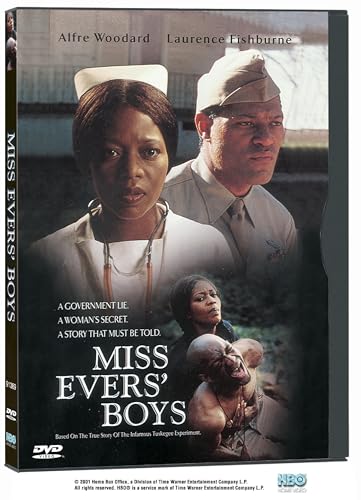 Alfre Woodard Laurence Fishburne
A GOVERNMENT LIE.
A WOMAN'S SECRET.
A STORY THAT MUST BE TOLD.
MISS
EVERS'
BOYS
Based On The True Story Of The Infamous Tuskegee Experiment.
DVD
VIDEO
MISS EVERS' BOYS
DVD
HBO
© 2001 Home Box Office, a Division of Time Warner Entertainment Company L.P.
All rights reserved. HBO® is a service mark of Time Warner Entertainment Company L.P.
HBO
HOME VIDEO